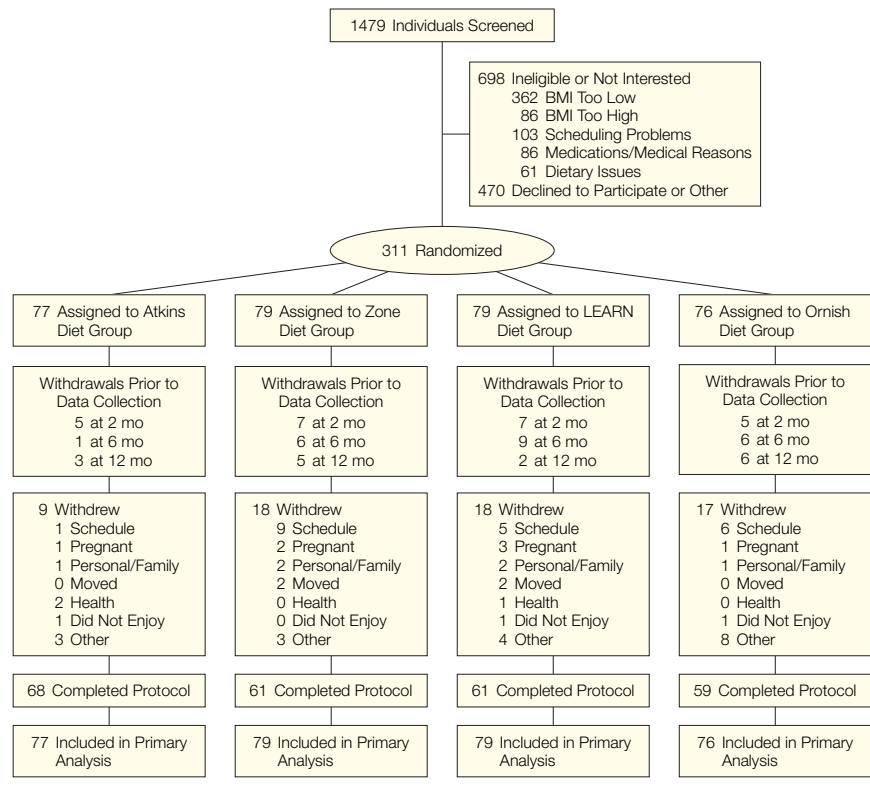 1479 Individuals Screened
698 Ineligible or Not Interested
362 BMI Too Low
86 BMI Too High
103 Scheduling Problems
86 Medications/Medical Reasons
61 Dietary Issues
470 Declined to Participate or Other
311 Randomized
77 Assigned to Atkins
Diet Group
Withdrawals Prior to
Data Collection
5 at 2 mo
1 at 6 mo
3 at 12 mo
9 Withdrew
1 Schedule
1 Pregnant
1 Personal/Family
0 Moved
2 Health
1 Did Not Enjoy
3 Other
68 Completed Protocol
77 Included in Primary
Analysis
79 Assigned to Zone
Diet Group
Withdrawals Prior to
Data Collection
7 at 2 mo
6 at 6 mo
5 at 12 mo
18 Withdrew
9 Schedule
2 Pregnant
2 Personal/Family
2 Moved
0 Health
0 Did Not Enjoy
3 Other
61 Completed Protocol
79 Included in Primary
Analysis
79 Assigned to LEARN
Diet Group
Withdrawals Prior to
Data Collection
7 at 2 mo
9 at 6 mo
2 at 12 mo
18 Withdrew
5 Schedule
3 Pregnant
2 Personal/Family
2 Moved
1 Health
1 Did Not Enjoy
4 Other
61 Completed Protocol
79 Included in Primary
Analysis
76 Assigned to Ornish
Diet Group
Withdrawals Prior to
Data Collection
5 at 2 mo
6 at 6 mo
6 at 12 mo
17 Withdrew
6 Schedule
1 Pregnant
1 Personal/Family
0 Moved
0 Health
1 Did Not Enjoy
8 Other
59 Completed Protocol
76 Included in Primary
Analysis